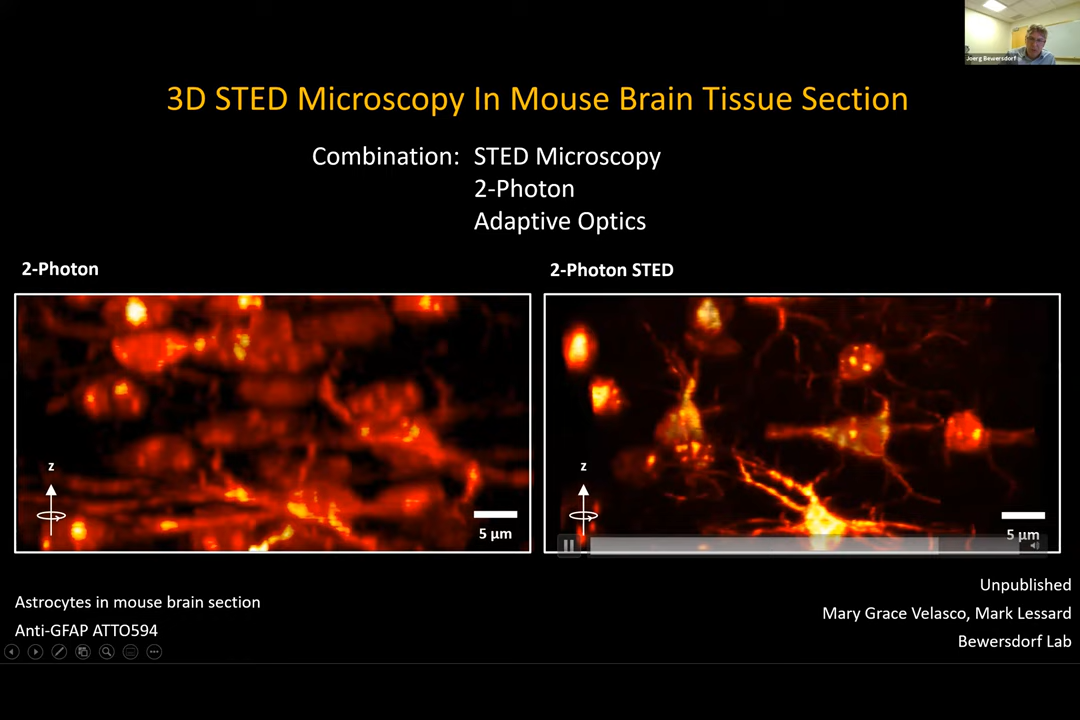 Joerg Bewersdorf
3D STED Microscopy In Mouse Brain Tissue Section
Combination: STED Microscopy
2-Photon
Adaptive Optics
2-Photon
2-Photon STED
z
5 µm
z
5 µm
Astrocytes in mouse brain section
Anti-GFAP ATTO594
Unpublished
Mary Grace Velasco, Mark Lessard
Bewersdorf Lab